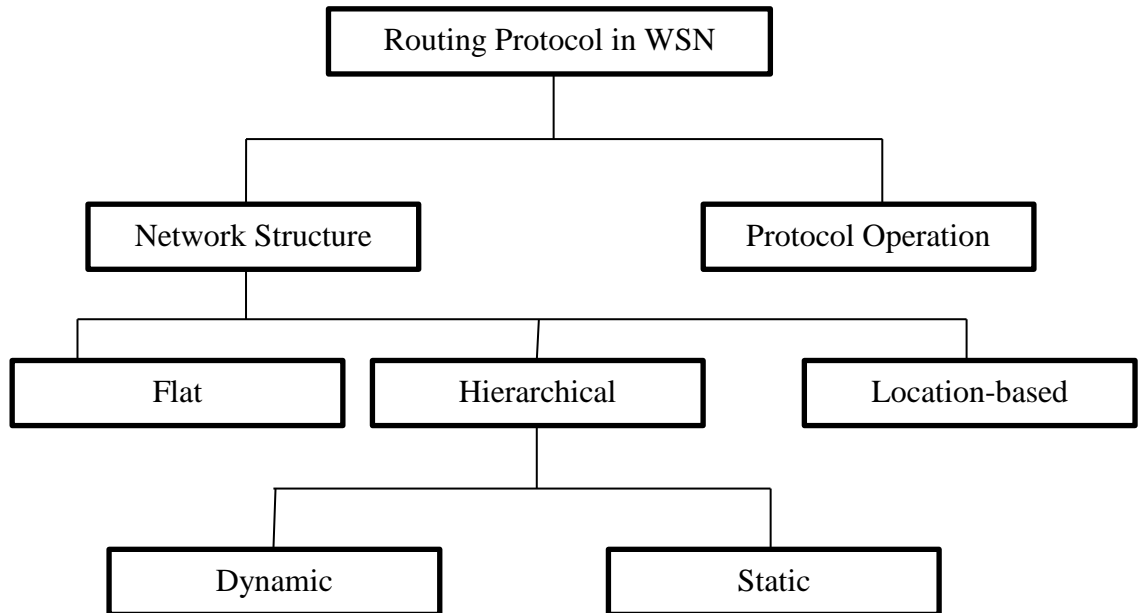 Routing Protocol in WSN
Network Structure
Protocol Operation
Flat
Hierarchical
Location-based
Dynamic
Static